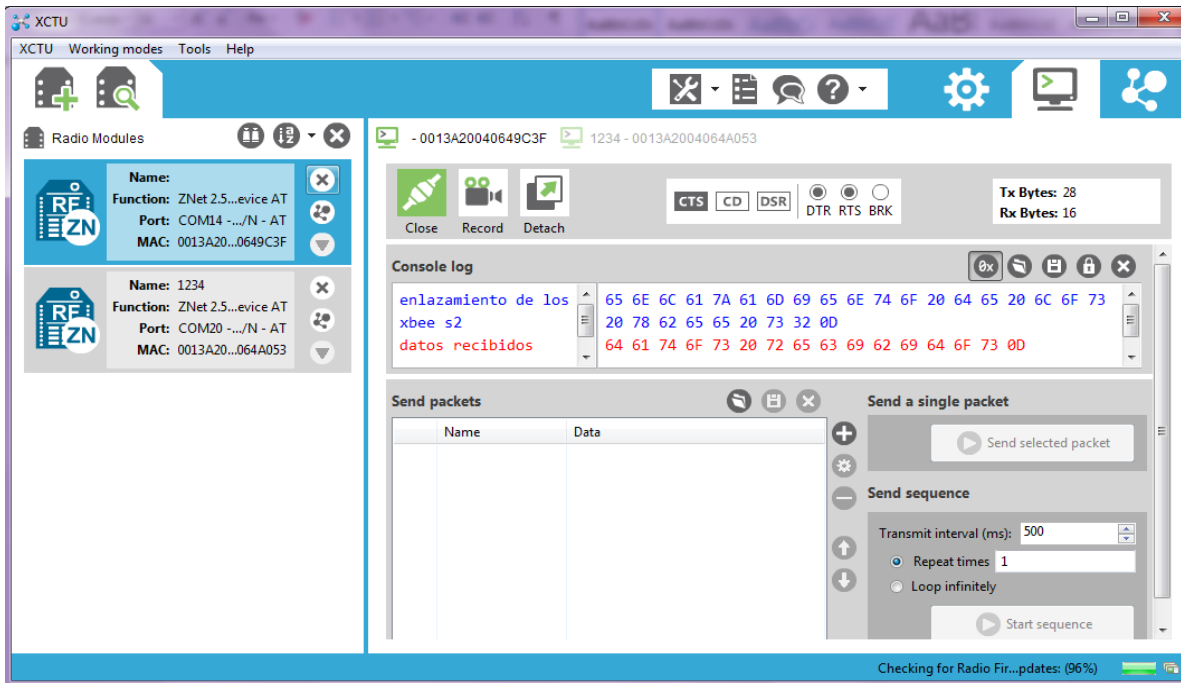 XCTU
XCTU Working modes Tools Help
Radio Modules
Name:
Function: ZNet 2.5...evice AT
Port: COM14 -.../N - AT
MAC: 0013A20...0649C3F
Name: 1234
Function: ZNet 2.5...evice AT
Port: COM20 -.../N - AT
MAC: 0013A20...064A053
- 0013A20040649C3F 1234 - 0013A2004064A053
Close Record Detach
CTS CD DSR DTR RTS BRK
Tx Bytes: 28
Rx Bytes: 16
Console log
enlazamiento de los
xbee s2
datos recibidos
65 6E 6C 61 7A 61 6D 69 65 6E 74 6F 20 64 65 20 6C 6F 73
20 78 62 65 65 20 73 32 0D
64 61 74 6F 73 20 72 65 63 69 62 69 64 6F 73 0D
Send packets
Name Data
Send a single packet
Send selected packet
Send sequence
Transmit interval (ms): 500
Repeat times 1
Loop infinitely
Start sequence
Checking for Radio Fir...pdates: (96%)